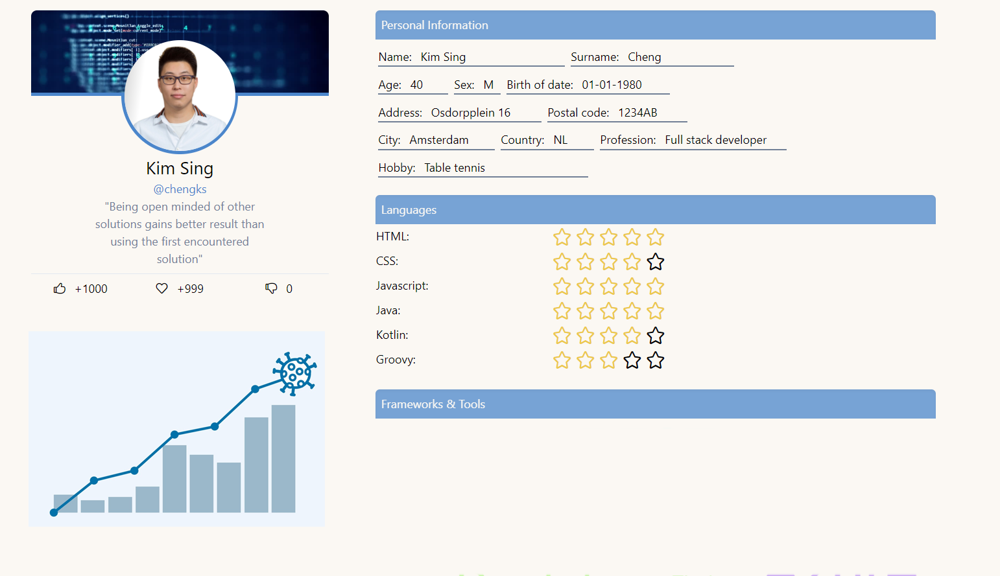 Kim Sing
@chengks
"Being open minded of other
solutions gains better result than
using the first encountered
solution"
+1000 +999 0
Personal Information
Name: Kim Sing Surname: Cheng
Age: 40 Sex: M Birth of date: 01-01-1980
Address: Osdorpplein 16 Postal code: 1234AB
City: Amsterdam Country: NL Profession: Full stack developer
Hobby: Table tennis
Languages
HTML:
CSS:
Javascript:
Java:
Kotlin:
Groovy:
Frameworks & Tools